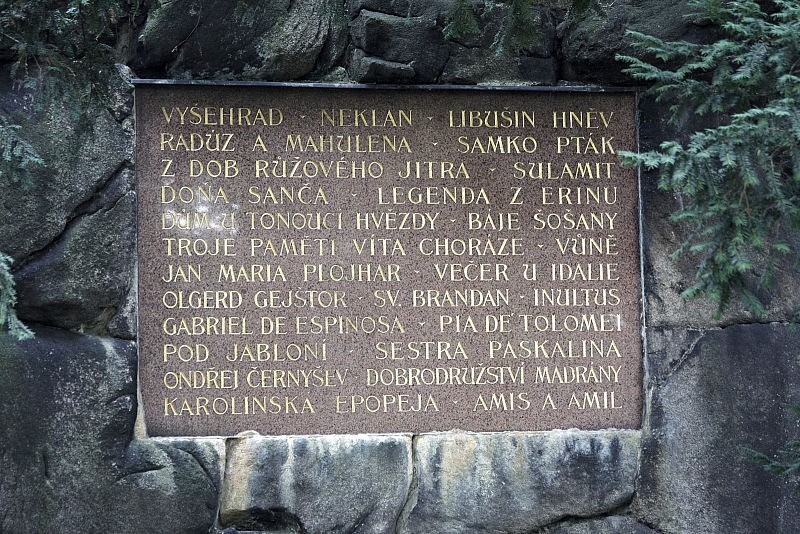 VYŠEHRAD · NEKLAN · LIBUŠIN HNĚV
RADÚZ A MAHULENA · SAMKO PTÁK
Z DOB RŮŽOVÉHO JITRA · SULAMIT
DOŇA SANČA · LEGENDA Z ERINU
DŮM U TONOUCÍ HVĚZDY · BÁJE ŠOŠANY
TROJE PAMĚTI VÍTA CHORÁZE · VŮNĚ
JAN MARIA PLOJHAR · VEČER U IDALIE
OLGERD GEJŠTOR · SV. BRANDAN · INULTUS
GABRIEL DE ESPINOSA · PIA DE' TOLOMEI
POD JABLONÍ · SESTRA PASKALINA
ONDŘEJ ČERNYŠEV · DOBRODRUŽSTVÍ MADRÁNY
KAROLINSKÁ EPOPEJA · AMIS A AMIL